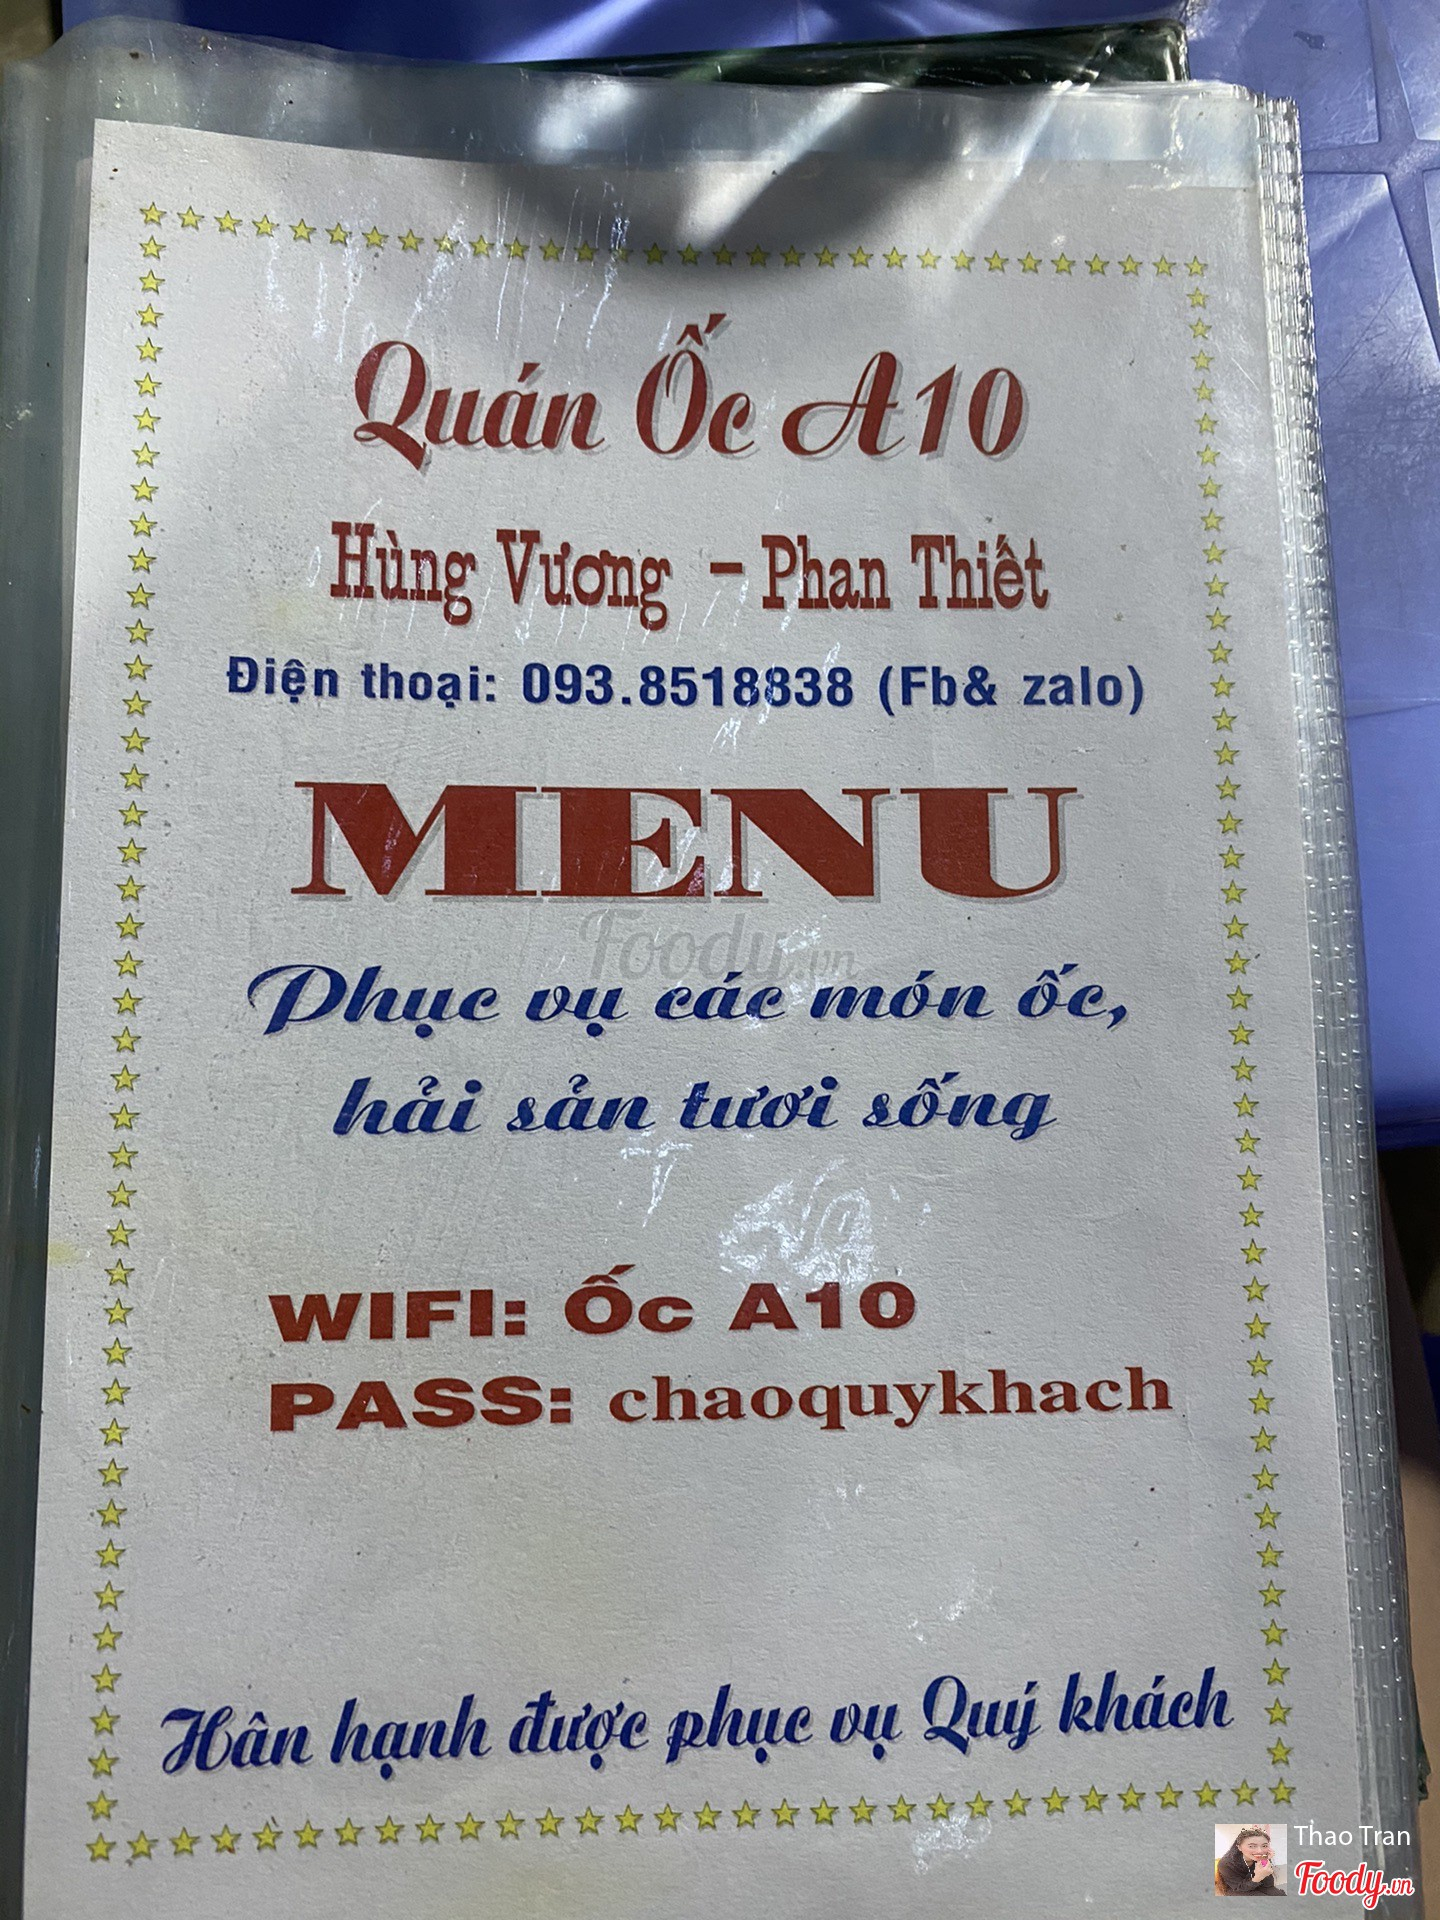 Quán Ốc A10
Hùng Vương - Phan Thiết
Điện thoại: 093.8518838 (Fb& zalo)
MENU
Foody.vn
Phục vụ các món ốc,
hải sản tươi sống
WIFI: Ốc A10
PASS: chaoquykhach
Hân hạnh được phục vụ Quý khách
Thảo Tran
Foody.vn